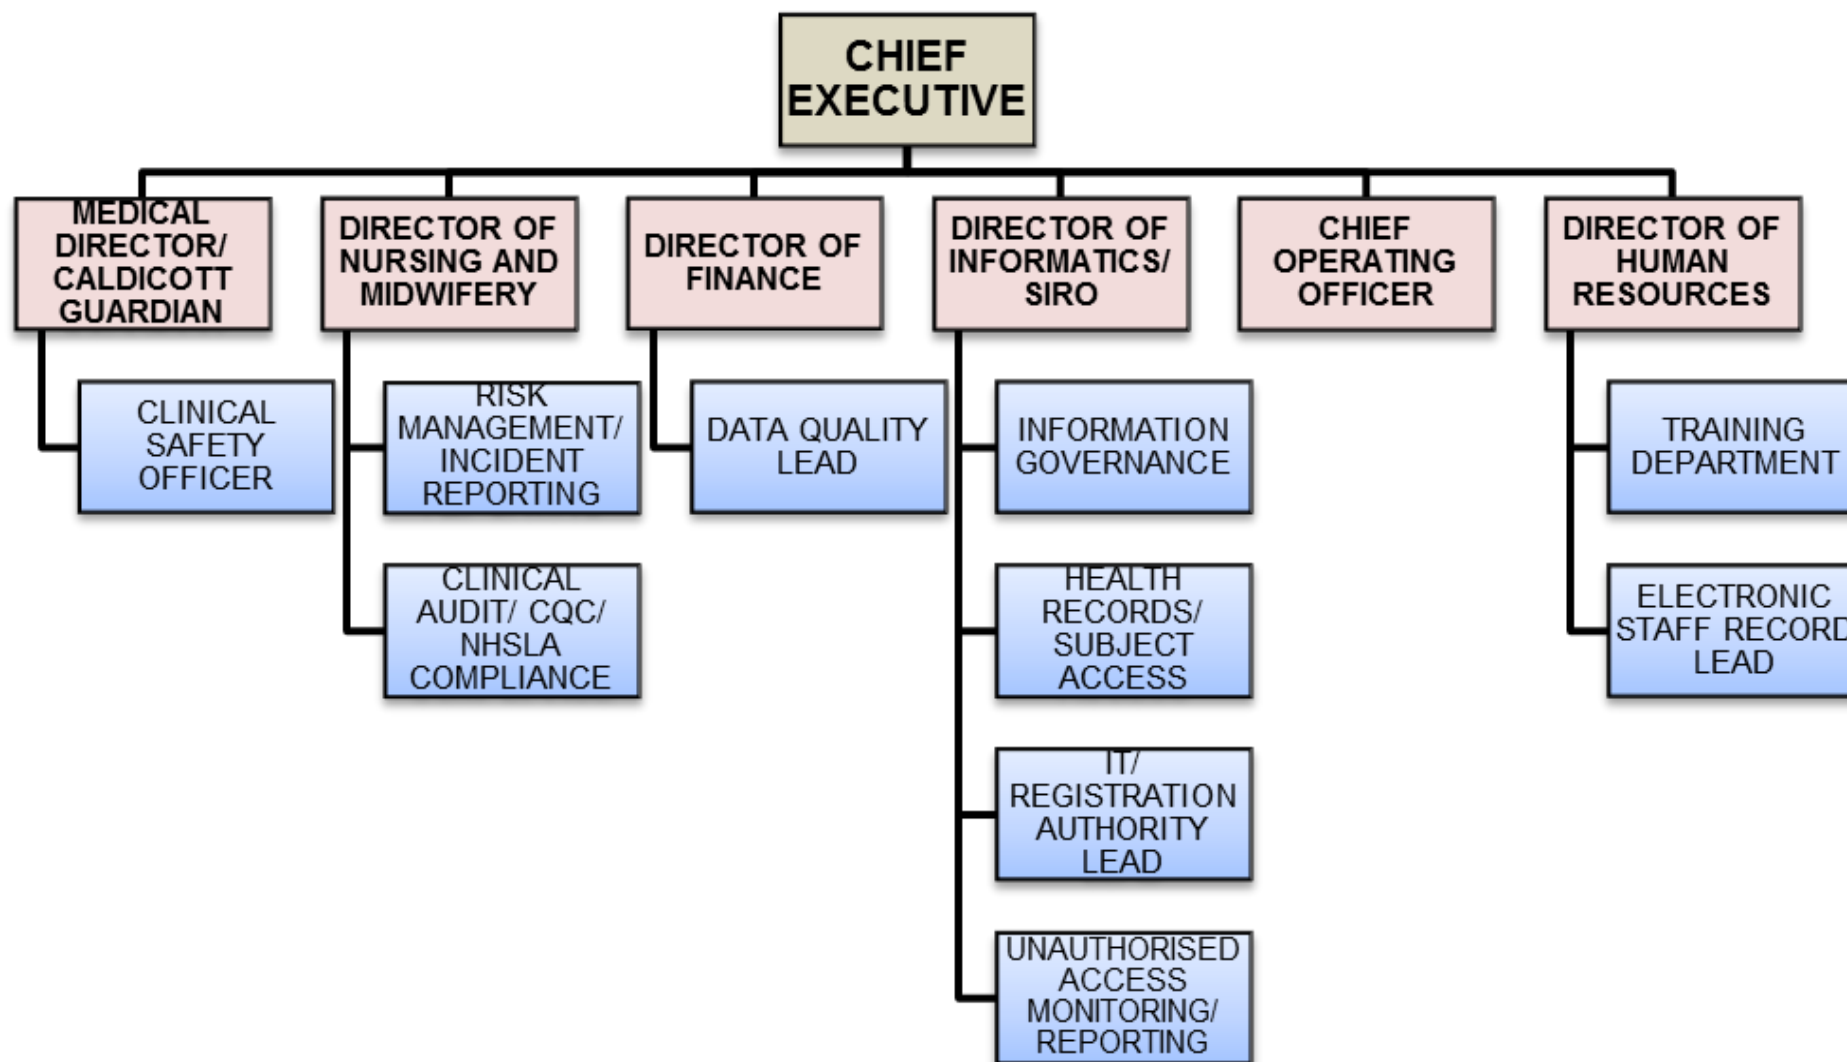 CHIEF
EXECUTIVE
MEDICAL
DIRECTOR/
CALDICOTT
GUARDIAN
DIRECTOR OF
NURSING AND
MIDWIFERY
DIRECTOR OF
FINANCE
DIRECTOR OF
INFORMATICS/
SIRO
CHIEF
OPERATING
OFFICER
DIRECTOR OF
HUMAN
RESOURCES
CLINICAL
SAFETY
OFFICER
RISK
MANAGEMENT/
INCIDENT
REPORTING
DATA QUALITY
LEAD
INFORMATION
GOVERNANCE
TRAINING
DEPARTMENT
CLINICAL
AUDIT/ CQC/
NHSLA
COMPLIANCE
HEALTH
RECORDS/
SUBJECT
ACCESS
ELECTRONIC
STAFF RECORD
LEAD
IT/
REGISTRATION
AUTHORITY
LEAD
UNAUTHORISED
ACCESS
MONITORING/
REPORTING